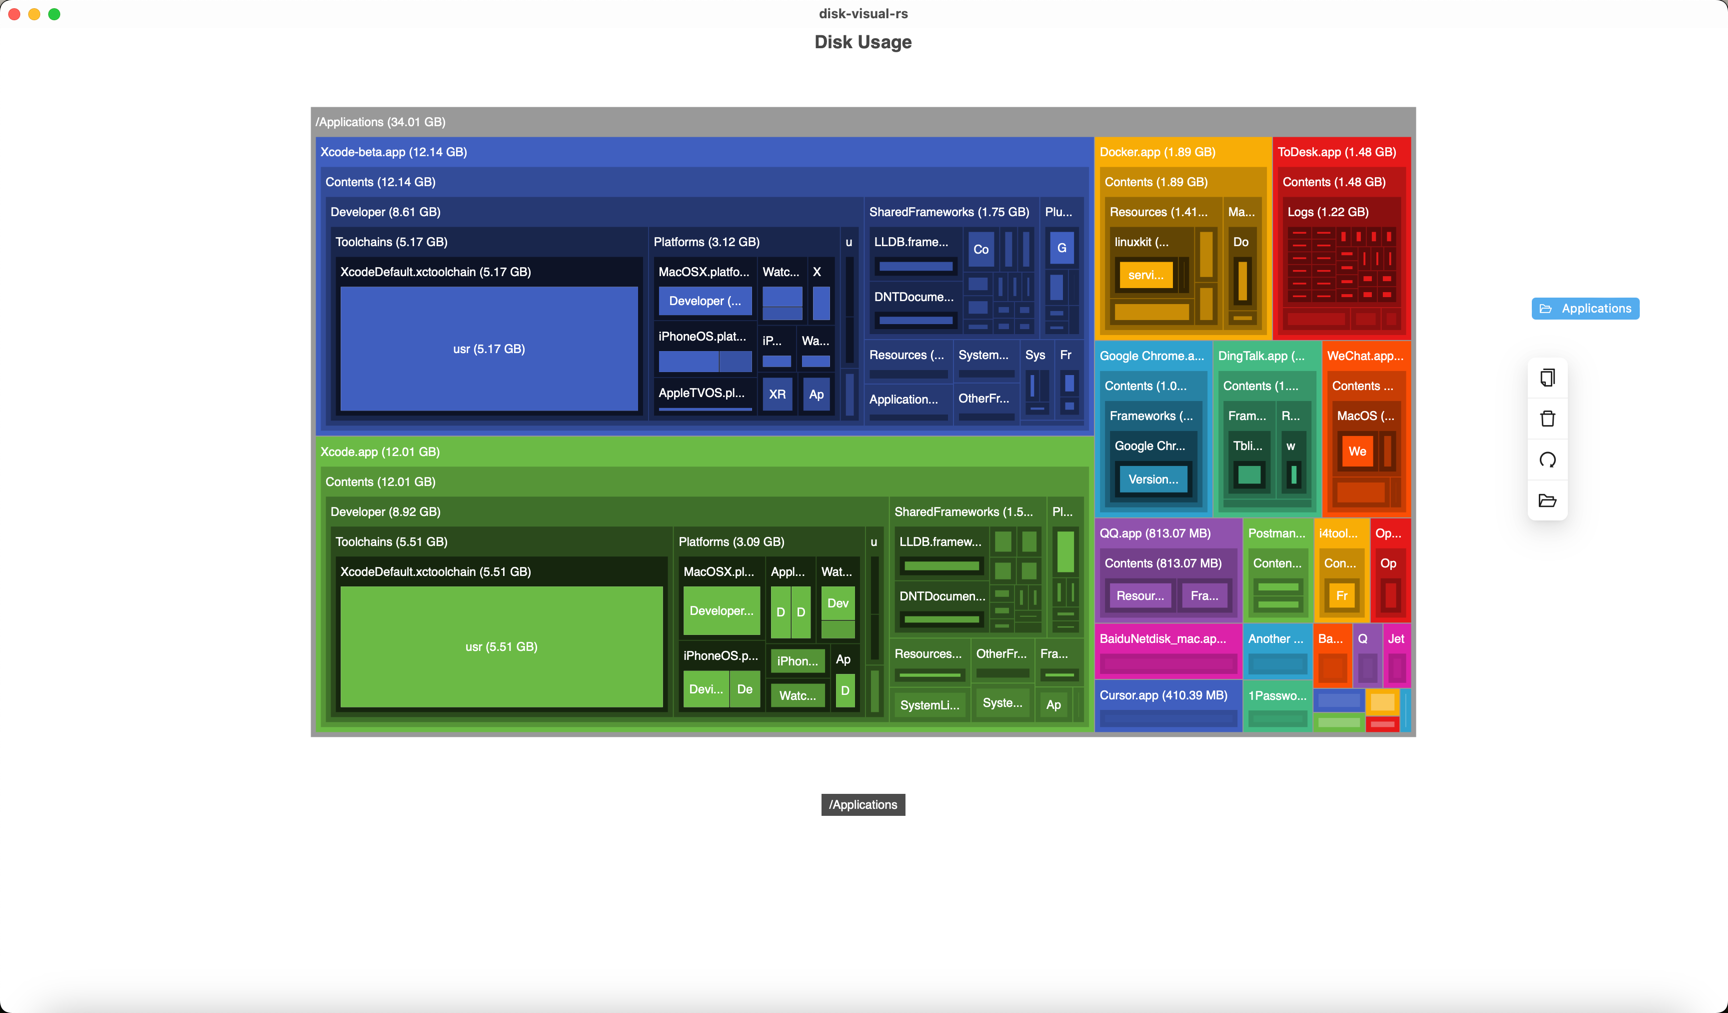 disk-visual-rs
Disk Usage
/Applications (34.01 GB)
Xcode-beta.app (12.14 GB)
Contents (12.14 GB)
Developer (8.61 GB)
Toolchains (5.17 GB)
XcodeDefault.xctoolchain (5.17 GB)
usr (5.17 GB)
Platforms (3.12 GB)
u
MacOSX.platfo...
Watc...
X
Developer (...
iPhoneOS.plat...
iP...
Wa...
AppleTVOS.pl...
XR
Ap
SharedFrameworks (1.75 GB)
Plu...
LLDB.frame...
Co
G
DNTDocume...
Resources (...
System...
Sys
Fr
Application...
OtherFr...
Xcode.app (12.01 GB)
Contents (12.01 GB)
Developer (8.92 GB)
Toolchains (5.51 GB)
XcodeDefault.xctoolchain (5.51 GB)
usr (5.51 GB)
Platforms (3.09 GB)
u
MacOSX.pl...
Appl...
Wat...
Developer...
D
D
Dev
iPhoneOS.p...
iPhon...
Ap
Devi...
De
Watc...
D
SharedFrameworks (1.5...
Pl...
LLDB.framew...
DNTDocumen...
Resources...
OtherFr...
Fra...
SystemLi...
Syste...
Ap
Docker.app (1.89 GB)
Contents (1.89 GB)
Resources (1.41...
Ma...
linuxkit (...
Do
servi...
ToDesk.app (1.48 GB)
Contents (1.48 GB)
Logs (1.22 GB)
Google Chrome.a...
Contents (1.0...
Frameworks (...
Google Chr...
Version...
DingTalk.app (...
Contents (1....
Fram...
R...
Tbli...
w
WeChat.app...
Contents ...
MacOS (...
We
QQ.app (813.07 MB)
Contents (813.07 MB)
Resour...
Fra...
Postman...
Conten...
i4tool...
Con...
Fr
Op...
Op
BaiduNetdisk_mac.ap...
Another ...
Ba...
Q
Jet
Cursor.app (410.39 MB)
1Passwo...
Applications
/Applications